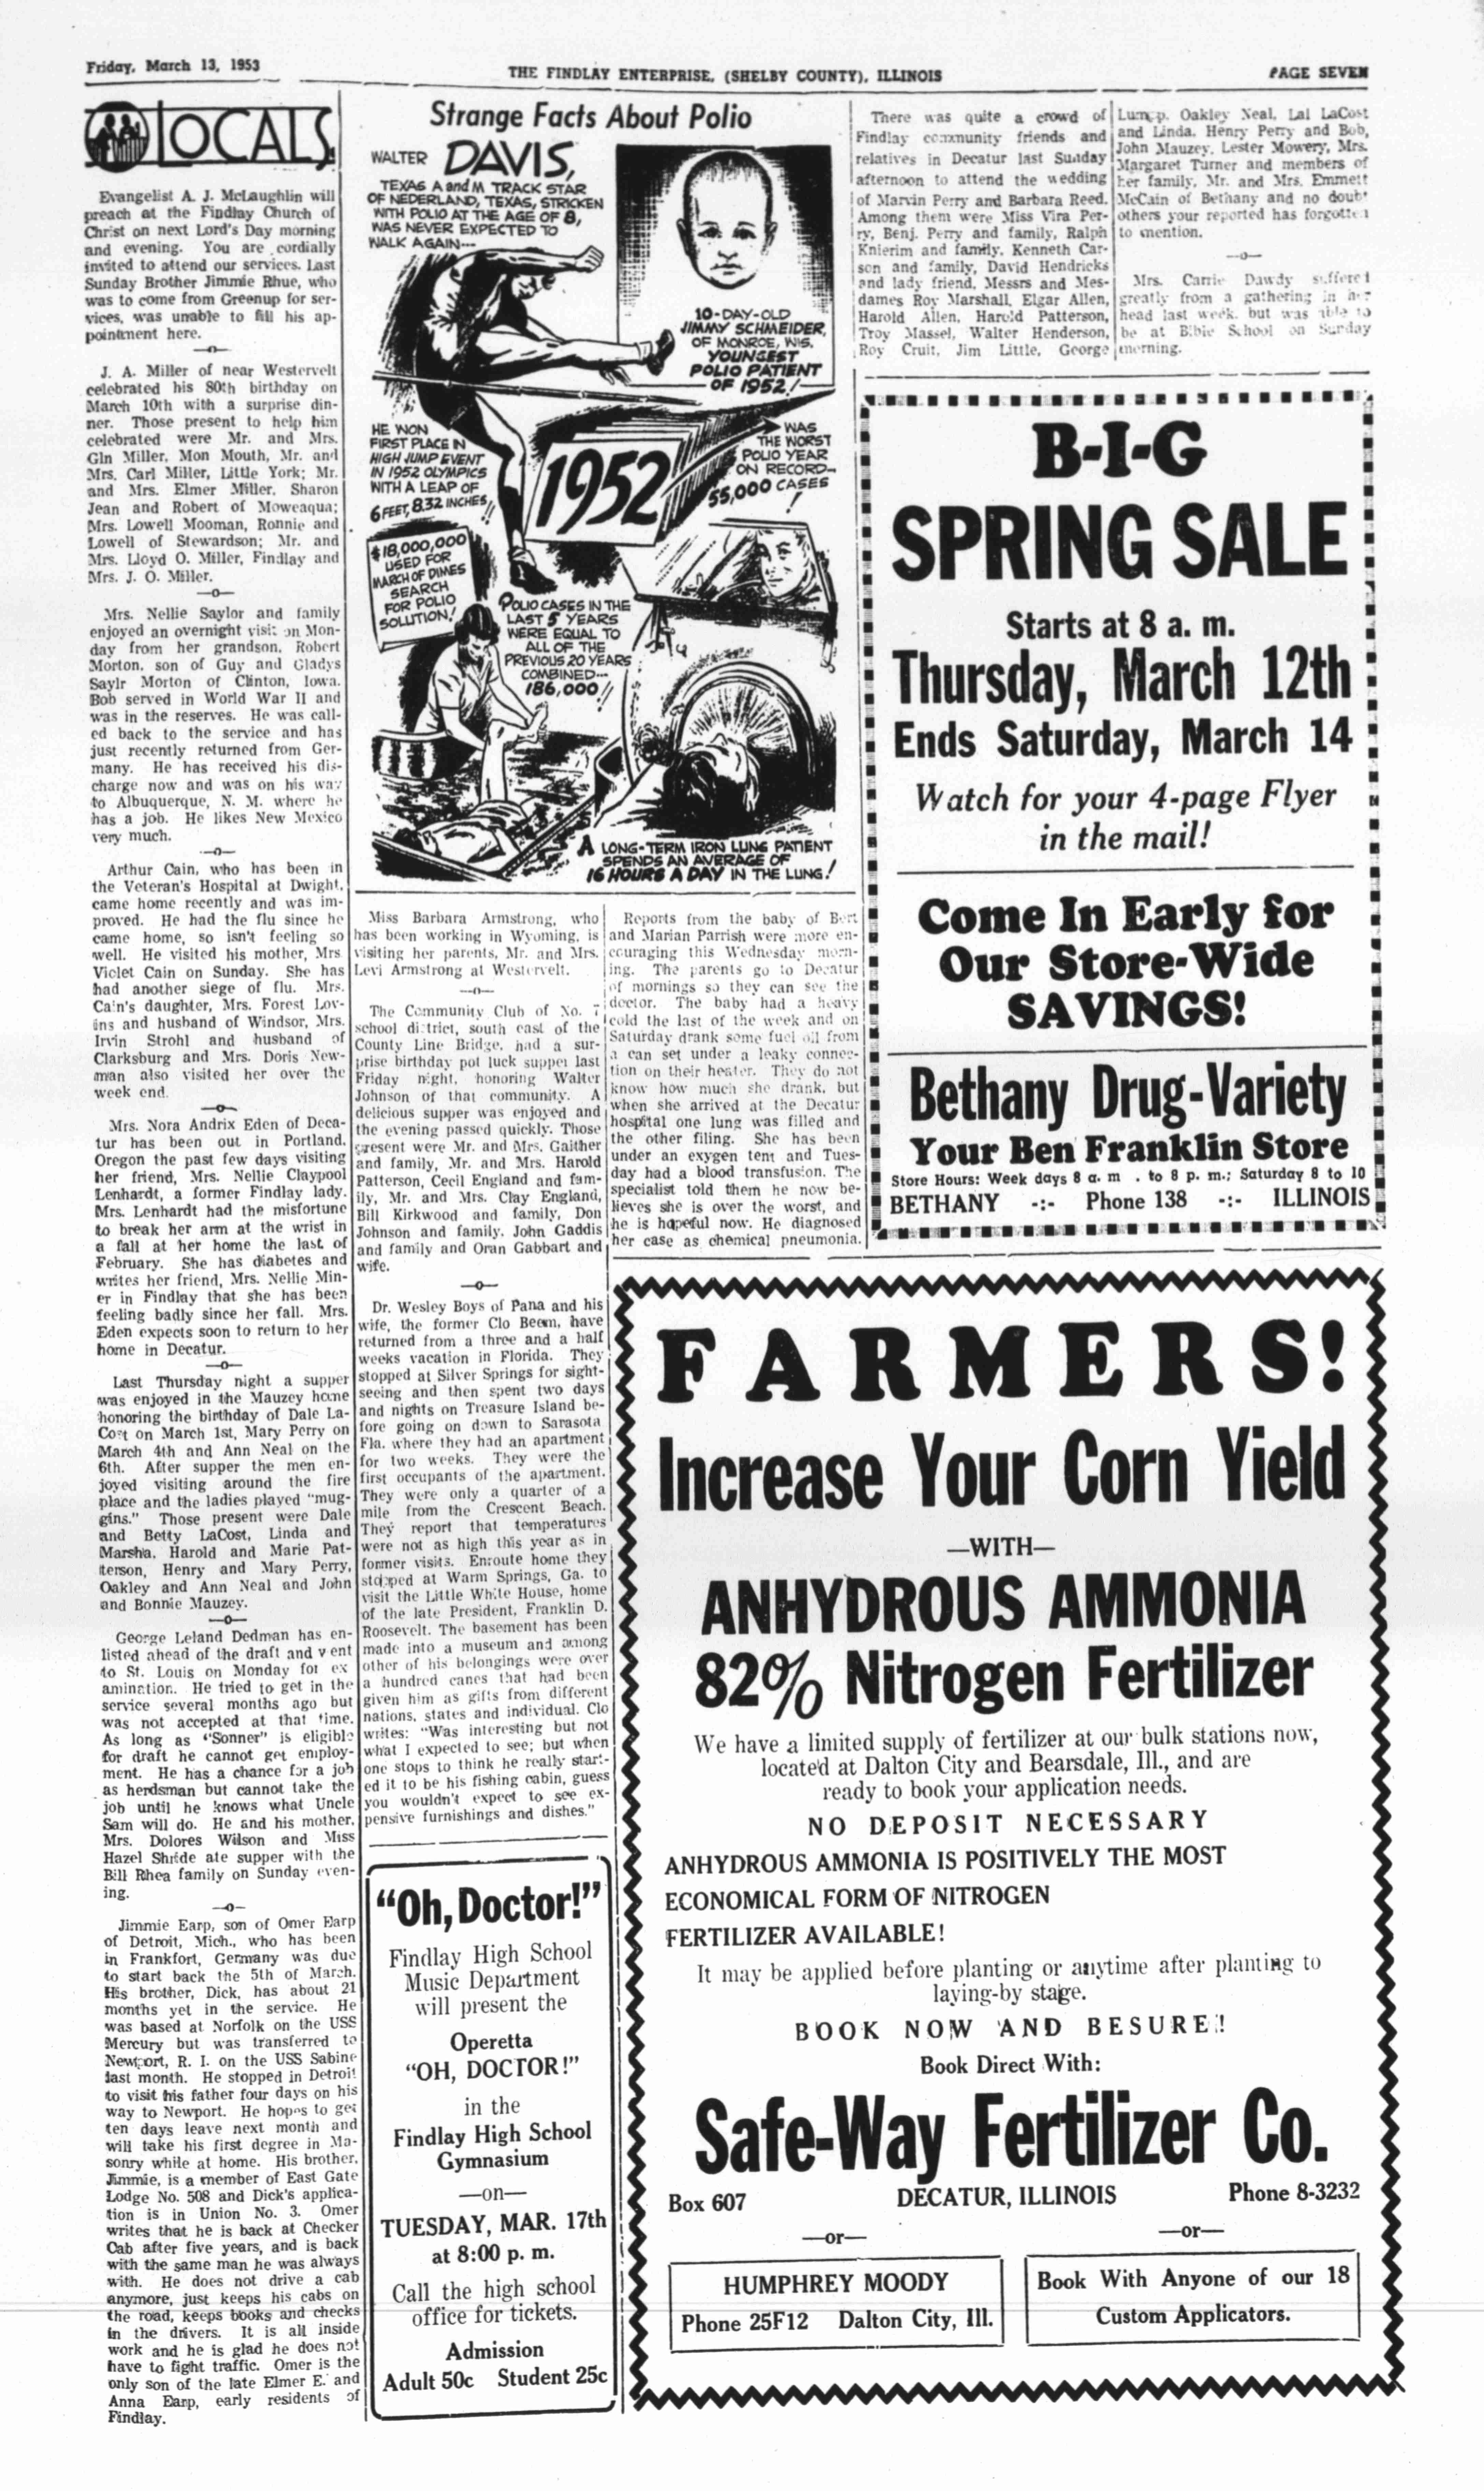 Friday, March 13, 1953
THE FINDLAY ENTERPRISE, (SHELBY COUNTY), ILLINOIS
PAGE SEVEN
LOCALS
Evangelist A. J. McLaughlin will
preach at the Findlay Church of
Christ on next Lord's Day morning
and evening. You are cordially
invited to attend our services. Last
Sunday Brother Jimmie Rhue, who
was to come from Greenup for ser-
vices, was unable to fill his ap-
pointment here.
—o—
J. A. Miller of near Westervelt
celebrated his 80th birthday on
March 10th with a surprise din-
ner. Those present to help him
celebrated were Mr. and Mrs.
Gln Miller, Mon Mouth, Mr. and
Mrs. Carl Miller, Little York; Mr.
and Mrs. Elmer Miller, Sharon
Jean and Robert of Moweaqua;
Mrs. Lowell Mooman, Ronnie and
Lowell of Stewardson; Mr. and
Mrs. Lloyd O. Miller, Findlay and
Mrs. J. O. Miller.
—o—
Mrs. Nellie Saylor and family
enjoyed an overnight visit on Mon-
day from her grandson, Robert
Morton, son of Guy and Gladys
Saylr Morton of Clinton, Iowa.
Bob served in World War II and
was in the reserves. He was call-
ed back to the service and has
just recently returned from Ger-
many. He has received his dis-
charge now and was on his way
to Albuquerque, N. M. where he
has a job. He likes New Mexico
very much.
—o—
Arthur Cain, who has been in
the Veteran's Hospital at Dwight,
came home recently and was im-
proved. He had the flu since he
came home, so isn't feeling so
well. He visited his mother, Mrs.
Violet Cain on Sunday. She has
had another siege of flu. Mrs.
Cain's daughter, Mrs. Forest Lov-
ins and husband of Windsor, Mrs.
Irvin Strohl and husband of
Clarksburg and Mrs. Doris New-
man also visited her over the
week end.
—o—
Mrs. Nora Andrix Eden of Deca-
tur has been out in Portland,
Oregon the past few days visiting
her friend, Mrs. Nellie Claypool
Lenhardt, a former Findlay lady.
Mrs. Lenhardt had the misfortune
to break her arm at the wrist in
a fall at her home the last of
February. She has diabetes and
writes her friend, Mrs. Nellie Min-
er in Findlay that she has been
feeling badly since her fall. Mrs.
Eden expects soon to return to her
home in Decatur.
—o—
Last Thursday night a supper
was enjoyed in the Mauzey home
honoring the birthday of Dale La-
Cost on March 1st, Mary Perry on
March 4th and Ann Neal on the
6th. After supper the men en-
joyed visiting around the fire
place and the ladies played "mug-
gins." Those present were Dale
and Betty LaCost, Linda and
Marsha, Harold and Marie Pat-
terson, Henry and Mary Perry,
Oakley and Ann Neal and John
and Bonnie Mauzey.
—o—
George Leland Dedman has en-
listed ahead of the draft and went
to St. Louis on Monday for ex
amination. He tried to get in the
service several months ago but
was not accepted at that time.
As long as "Sonner" is eligible
for draft he cannot get employ-
ment. He has a chance for a job
as herdsman but cannot take the
job until he knows what Uncle
Sam will do. He and his mother,
Mrs. Dolores Wilson and Miss
Hazel Shride ate supper with the
Bill Rhea family on Sunday even-
ing.
—o—
Jimmie Earp, son of Omer Earp
of Detroit, Mich., who has been
in Frankfort, Germany was due
to start back the 5th of March.
His brother, Dick, has about 21
months yet in the service. He
was based at Norfolk on the USS
Mercury but was transferred to
Newport, R. I. on the USS Sabine
last month. He stopped in Detroit
to visit his father four days on his
way to Newport. He hopes to get
ten days leave next month and
will take his first degree in Ma-
sonry while at home. His brother,
Jimmie, is a member of East Gate
Lodge No. 508 and Dick's applica-
tion is in Union No. 3. Omer
writes that he is back at Checker
Cab after five years, and is back
with the same man he was always
with. He does not drive a cab
anymore, just keeps his cabs on
the road, keeps books and checks
in the drivers. It is all inside
work and he is glad he does not
have to fight traffic. Omer is the
only son of the late Elmer E. and
Anna Earp, early residents of
Findlay.
Strange Facts About Polio
WALTER DAVIS,
TEXAS A and M TRACK STAR
OF NEDERLAND, TEXAS, STRICKEN
WITH POLIO AT THE AGE OF 8,
WAS NEVER EXPECTED TO
WALK AGAIN---
10-DAY-OLD
JIMMY SCHMEIDER,
OF MONROE, WIS.
YOUNGEST
POLIO PATIENT
OF 1952!
HE WON
FIRST PLACE IN
HIGH JUMP EVENT
IN 1952 OLYMPICS
WITH A LEAP OF
6 FEET, 8.32 INCHES!!
1952
WAS
THE WORST
POLIO YEAR
ON RECORD--
55,000 CASES!
$18,000,000
USED FOR
MARCH OF DIMES
SEARCH
FOR POLIO
SOLUTION!
POLIO CASES IN THE
LAST 5 YEARS
WERE EQUAL TO
ALL OF THE
PREVIOUS 20 YEARS
COMBINED---
186,000!!
A LONG-TERM IRON LUNG PATIENT
SPENDS AN AVERAGE OF
16 HOURS A DAY IN THE LUNG!
Miss Barbara Armstrong, who
has been working in Wyoming, is
visiting her parents, Mr. and Mrs.
Levi Armstrong at Westervelt.
—o—
The Community Club of No. 7
school district, south east of the
County Line Bridge, had a sur-
prise birthday pot luck supper last
Friday night, honoring Walter
Johnson of that community. A
delicious supper was enjoyed and
the evening passed quickly. Those
present were Mr. and Mrs. Gaither
and family, Mr. and Mrs. Harold
Patterson, Cecil England and fam-
ily, Mr. and Mrs. Clay England,
Bill Kirkwood and family, Don
Johnson and family, John Gaddis
and family and Oran Gabbart and
wife.
—o—
Dr. Wesley Boys of Pana and his
wife, the former Clo Beem, have
returned from a three and a half
weeks vacation in Florida. They
stopped at Silver Springs for sight-
seeing and then spent two days
and nights on Treasure Island be-
fore going on down to Sarasota
Fla. where they had an apartment
for two weeks. They were the
first occupants of the apartment.
They were only a quarter of a
mile from the Crescent Beach.
They report that temperatures
were not as high this year as in
former visits. Enroute home they
stopped at Warm Springs, Ga. to
visit the Little White House, home
of the late President, Franklin D.
Roosevelt. The basement has been
made into a museum and among
other of his belongings were over
a hundred canes that had been
given him as gifts from different
nations, states and individual. Clo
writes: "Was interesting but not
what I expected to see; but when
one stops to think he really start-
ed it to be his fishing cabin, guess
you wouldn't expect to see ex-
pensive furnishings and dishes."
"Oh, Doctor!"
Findlay High School
Music Department
will present the
Operetta
"OH, DOCTOR!"
in the
Findlay High School
Gymnasium
—on—
TUESDAY, MAR. 17th
at 8:00 p. m.
Call the high school
office for tickets.
Admission
Adult 50c Student 25c
Reports from the baby of Bert
and Marian Parrish were more en-
couraging this Wednesday morn-
ing. The parents go to Decatur
of mornings so they can see the
doctor. The baby had a heavy
cold the last of the week and on
Saturday drank some fuel oil from
a can set under a leaky connec-
tion on their heater. They do not
know how much she drank, but
when she arrived at the Decatur
hospital one lung was filled and
the other filing. She has been
under an oxygen tent and Tues-
day had a blood transfusion. The
specialist told them he now be-
lieves she is over the worst, and
he is hopeful now. He diagnosed
her case as chemical pneumonia.
There was quite a crowd of
Findlay community friends and
relatives in Decatur last Sunday
afternoon to attend the wedding
of Marvin Perry and Barbara Reed.
Among them were Miss Vira Per-
ry, Benj. Perry and family, Ralph
Knierim and family, Kenneth Car-
son and family, David Hendricks
and lady friend, Messrs and Mes-
dames Roy Marshall, Elgar Allen,
Harold Allen, Harold Patterson,
Troy Massel, Walter Henderson,
Roy Cruit, Jim Little, George
Lump, Oakley Neal, Lal LaCost
and Linda, Henry Perry and Bob,
John Mauzey, Lester Mowery, Mrs.
Margaret Turner and members of
her family, Mr. and Mrs. Emmett
McCain of Bethany and no doubt
others your reported has forgotten
to mention.
—o—
Mrs. Carrie Dawdy suffered
greatly from a gathering in her
head last week, but was able to
be at Bible School on Sunday
morning.
B-I-G
SPRING SALE
Starts at 8 a. m.
Thursday, March 12th
Ends Saturday, March 14
Watch for your 4-page Flyer
in the mail!
Come In Early for
Our Store-Wide
SAVINGS!
Bethany Drug-Variety
Your Ben Franklin Store
Store Hours: Week days 8 a. m . to 8 p. m.; Saturday 8 to 10
BETHANY -:- Phone 138 -:- ILLINOIS
FARMERS!
Increase Your Corn Yield
—WITH—
ANHYDROUS AMMONIA
82% Nitrogen Fertilizer
We have a limited supply of fertilizer at our bulk stations now,
located at Dalton City and Bearsdale, Ill., and are
ready to book your application needs.
NO DEPOSIT NECESSARY
ANHYDROUS AMMONIA IS POSITIVELY THE MOST
ECONOMICAL FORM OF NITROGEN
FERTILIZER AVAILABLE!
It may be applied before planting or anytime after planting to
laying-by stage.
BOOK NOW AND BESURE!
Book Direct With:
Safe-Way Fertilizer Co.
Box 607 DECATUR, ILLINOIS Phone 8-3232
—or— —or—
HUMPHREY MOODY
Phone 25F12 Dalton City, Ill.
Book With Anyone of our 18
Custom Applicators.